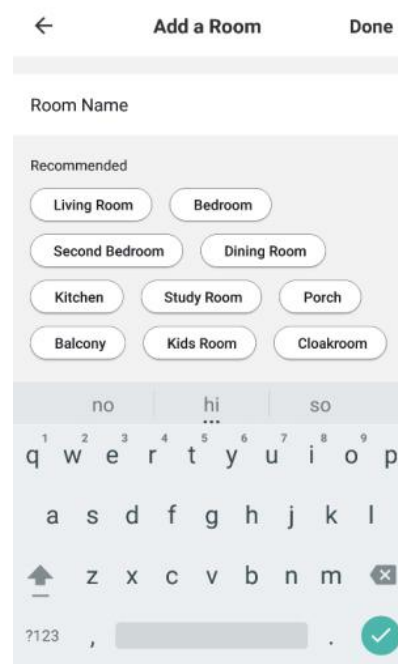 Add a Room Done
Room Name
Recommended
Living Room Bedroom
Second Bedroom Dining Room
Kitchen Study Room Porch
Balcony Kids Room Cloakroom
no hi so
1 2 3 4 5 6 7 8 9
q w e r t y u i o p
a s d f g h j k l
z x c v b n m
?123 , .